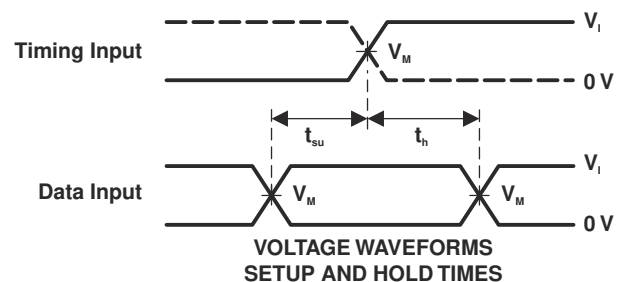 V_I
Timing Input
V_M
0 V
t_su
t_h
V_I
Data Input
V_M
V_M
0 V
VOLTAGE WAVEFORMS
SETUP AND HOLD TIMES